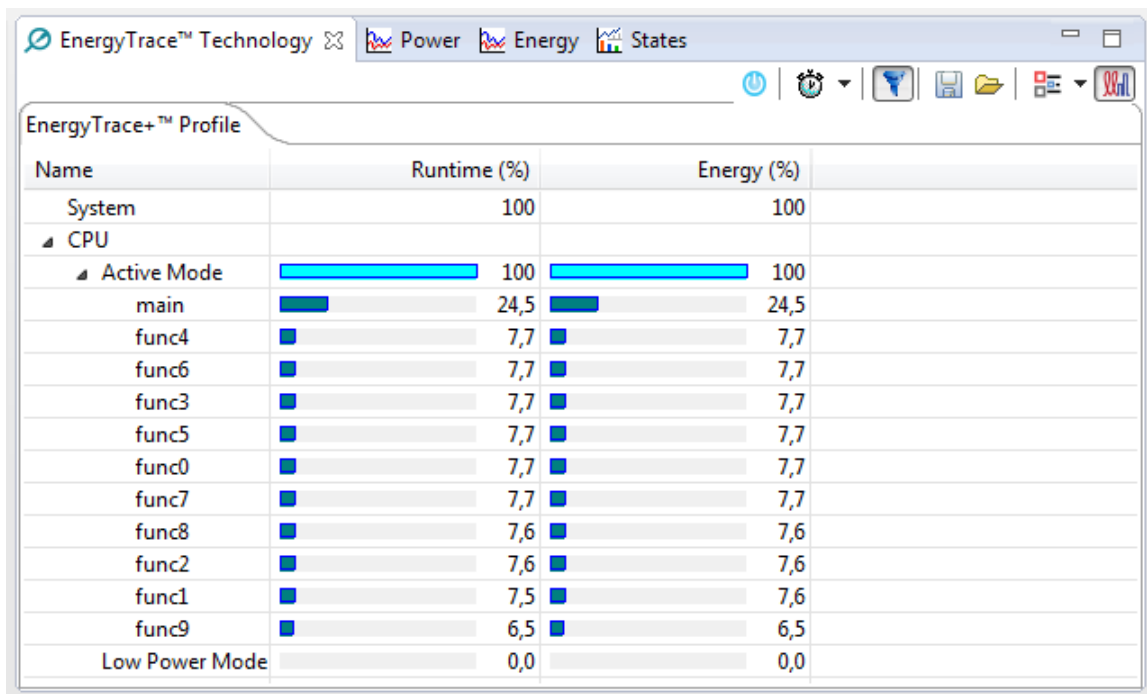 EnergyTrace™ Technology Power Energy States
EnergyTrace+™ Profile
Name Runtime (%) Energy (%)
System 100 100
CPU
Active Mode 100 100
main 24,5 24,5
func4 7,7 7,7
func6 7,7 7,7
func3 7,7 7,7
func5 7,7 7,7
func0 7,7 7,7
func7 7,7 7,7
func8 7,6 7,6
func2 7,6 7,6
func1 7,5 7,6
func9 6,5 6,5
Low Power Mode 0,0 0,0